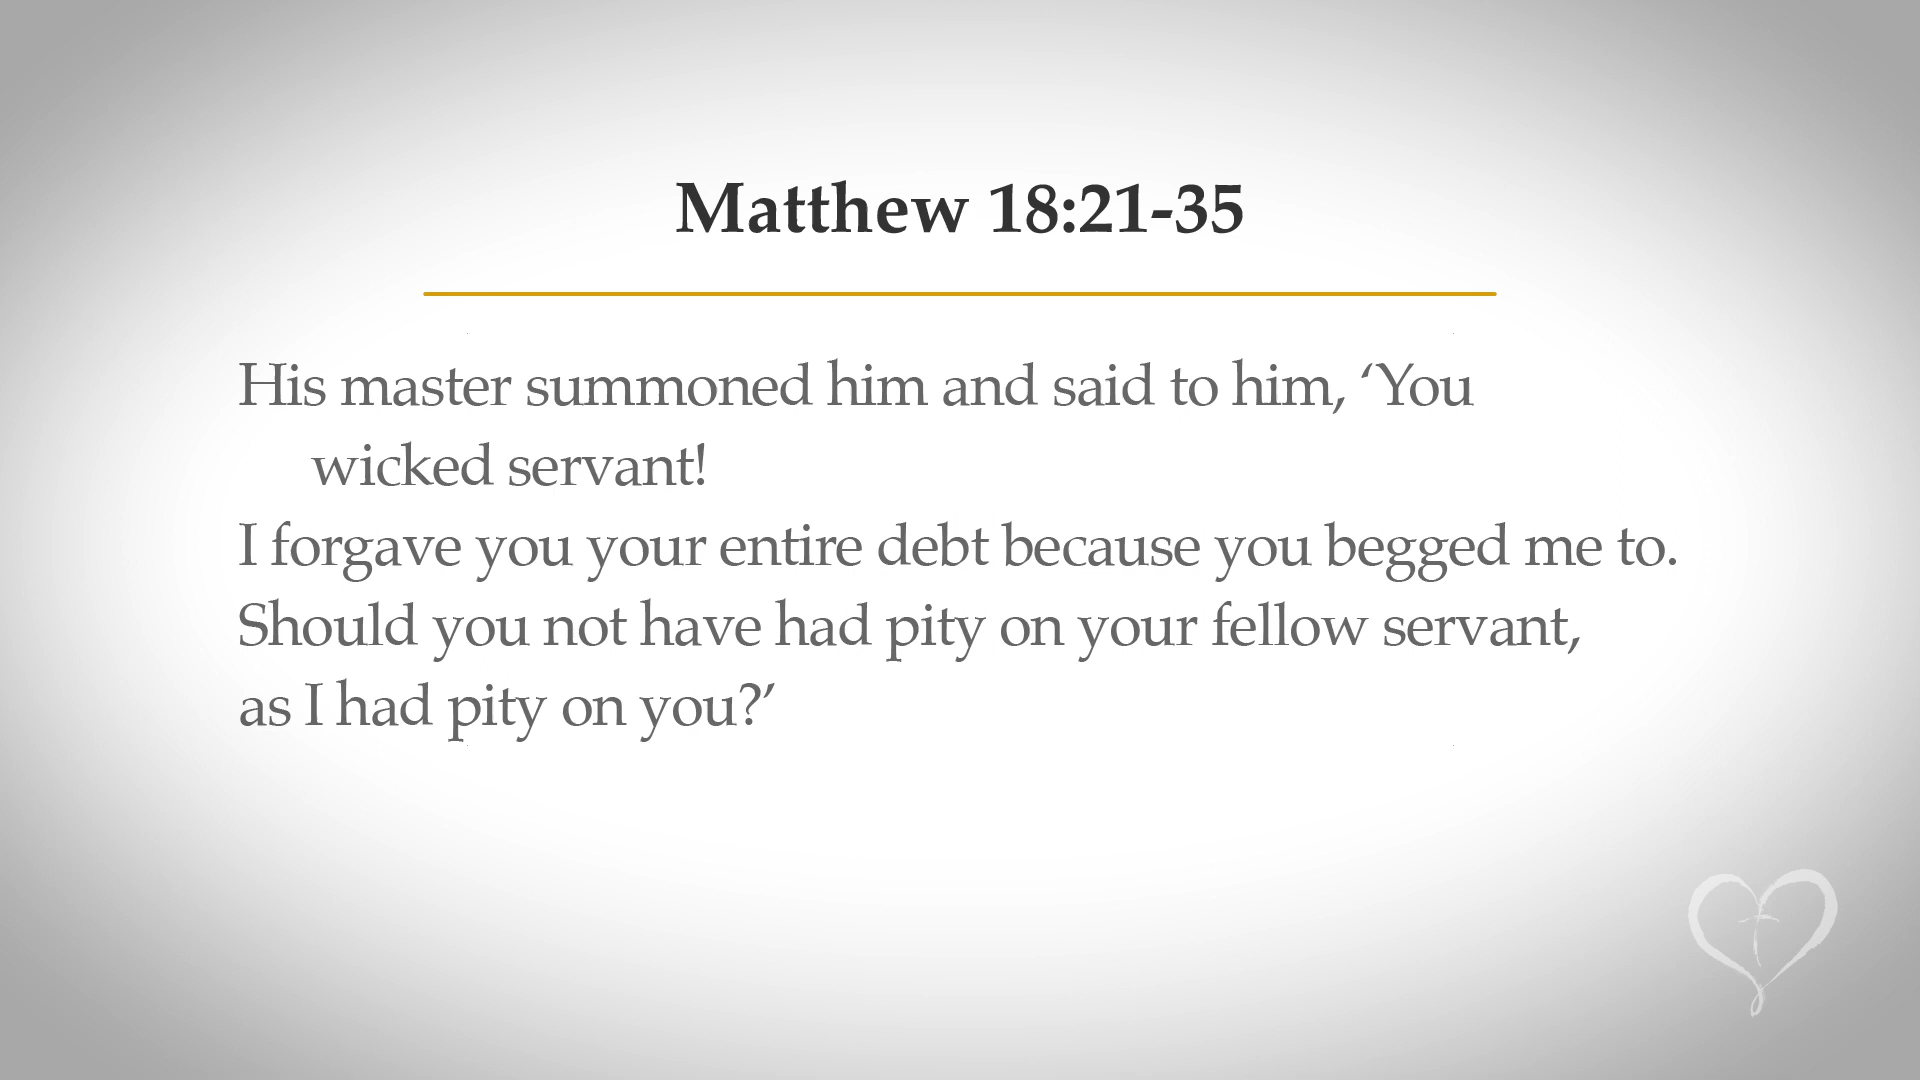 Matthew 18:21-35
His master summoned him and said to him, ‘You
wicked servant!
I forgave you your entire debt because you begged me to.
Should you not have had pity on your fellow servant,
as I had pity on you?’